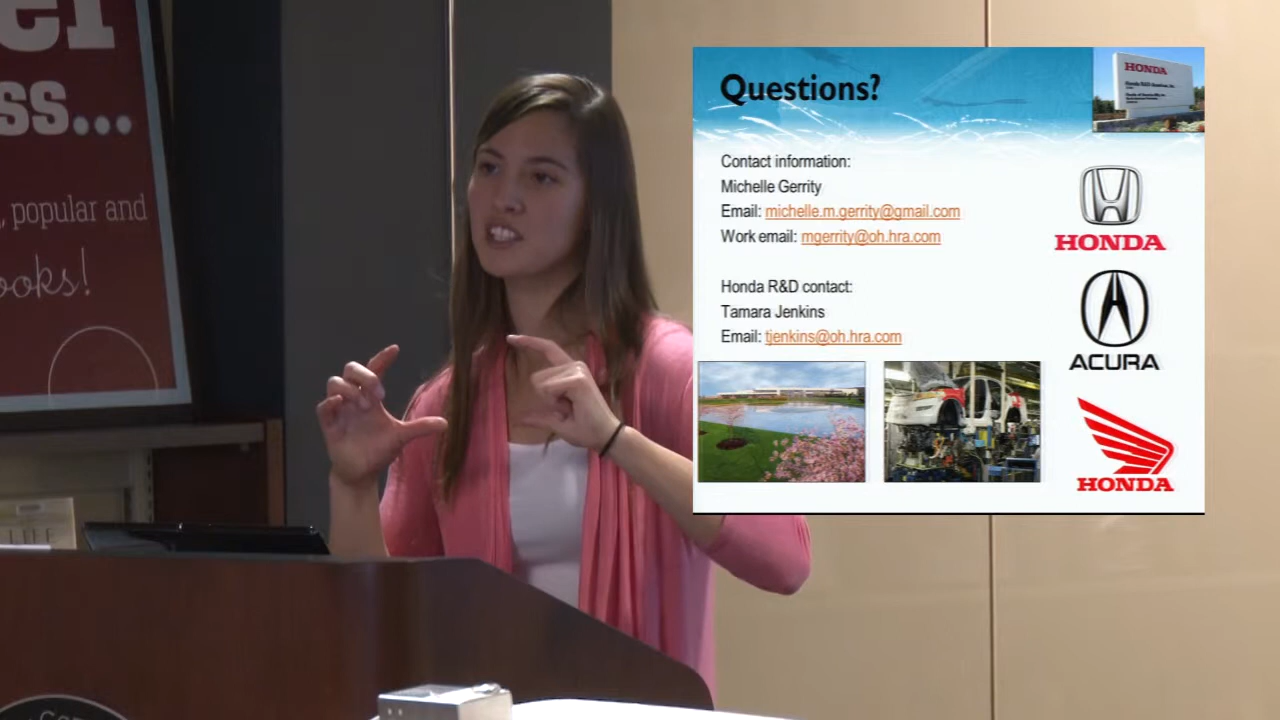 er
ss...
, popular and
ooks!
Questions?
HONDA
Contact information:
Michelle Gerrity
Email: michelle.m.gerrity@gmail.com
Work email: mgerrity@oh.hra.com
HONDA
Honda R&D contact:
Tamara Jenkins
Email: tjenkins@oh.hra.com
ACURA
HONDA